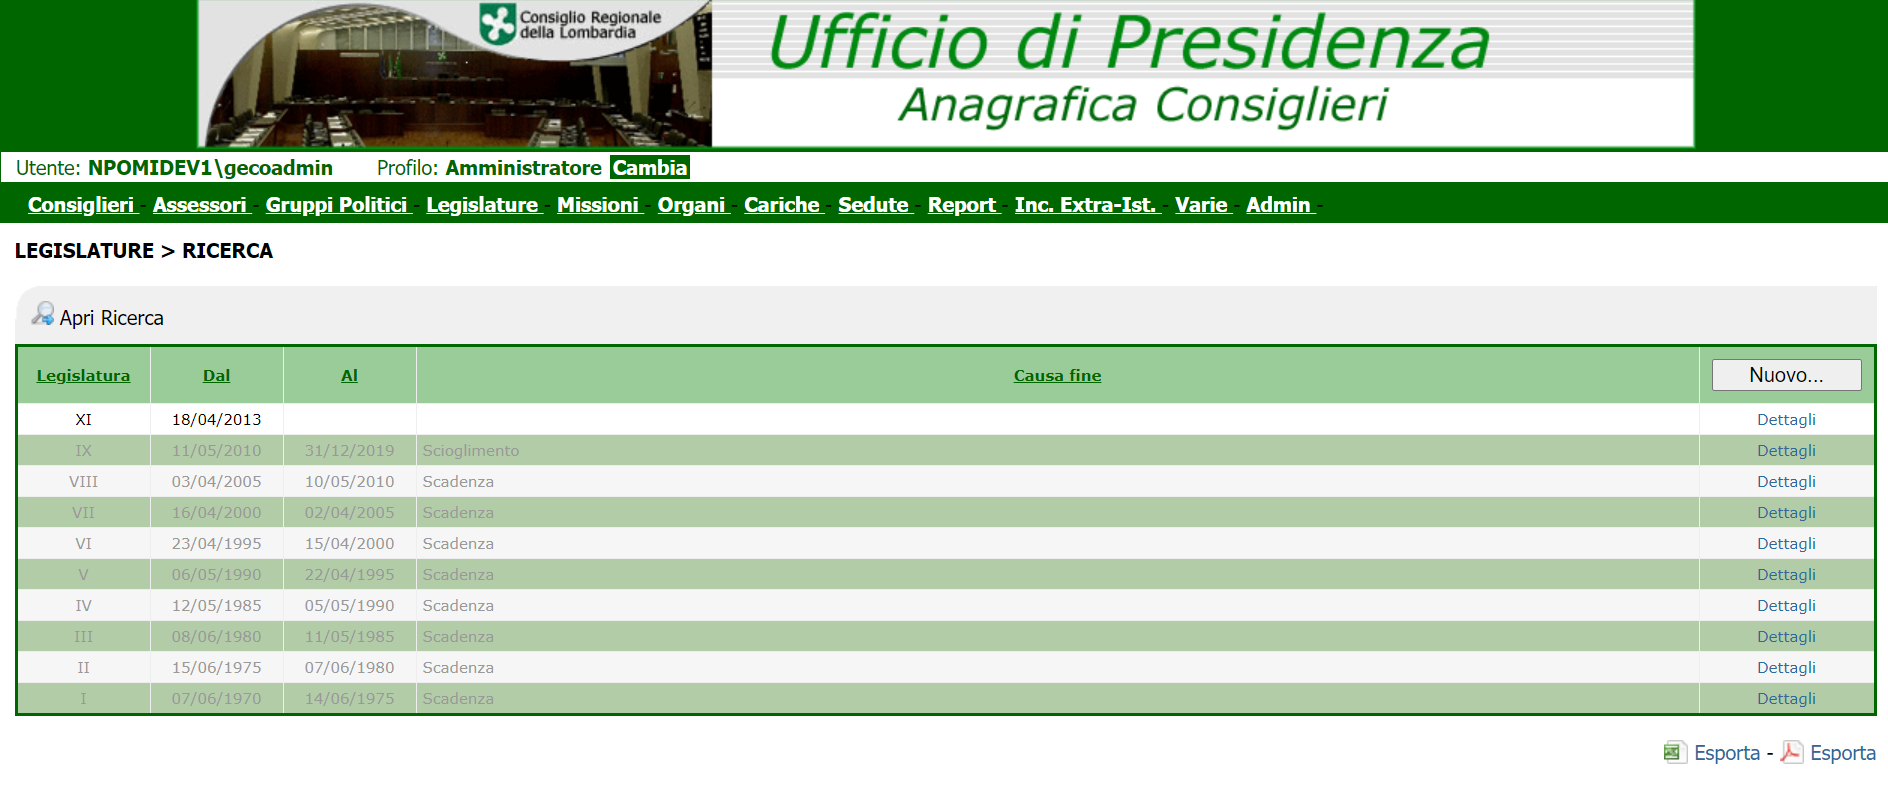 Consiglio Regionale
della Lombardia
Ufficio di Presidenza
Anagrafica Consiglieri
Utente: NPOMIDEV1\gecoadmin Profilo: Amministratore Cambia
Consiglieri - Assessori - Gruppi Politici - Legislature - Missioni - Organi - Cariche - Sedute - Report - Inc. Extra-Ist. - Varie - Admin -
LEGISLATURE > RICERCA
Apri Ricerca
Legislatura Dal Al Causa fine Nuovo...
XI 18/04/2013 Dettagli
IX 11/05/2010 31/12/2019 Scioglimento Dettagli
VIII 03/04/2005 10/05/2010 Scadenza Dettagli
VII 16/04/2000 02/04/2005 Scadenza Dettagli
VI 23/04/1995 15/04/2000 Scadenza Dettagli
V 06/05/1990 22/04/1995 Scadenza Dettagli
IV 12/05/1985 05/05/1990 Scadenza Dettagli
III 08/06/1980 11/05/1985 Scadenza Dettagli
II 15/06/1975 07/06/1980 Scadenza Dettagli
I 07/06/1970 14/06/1975 Scadenza Dettagli
Esporta - Esporta